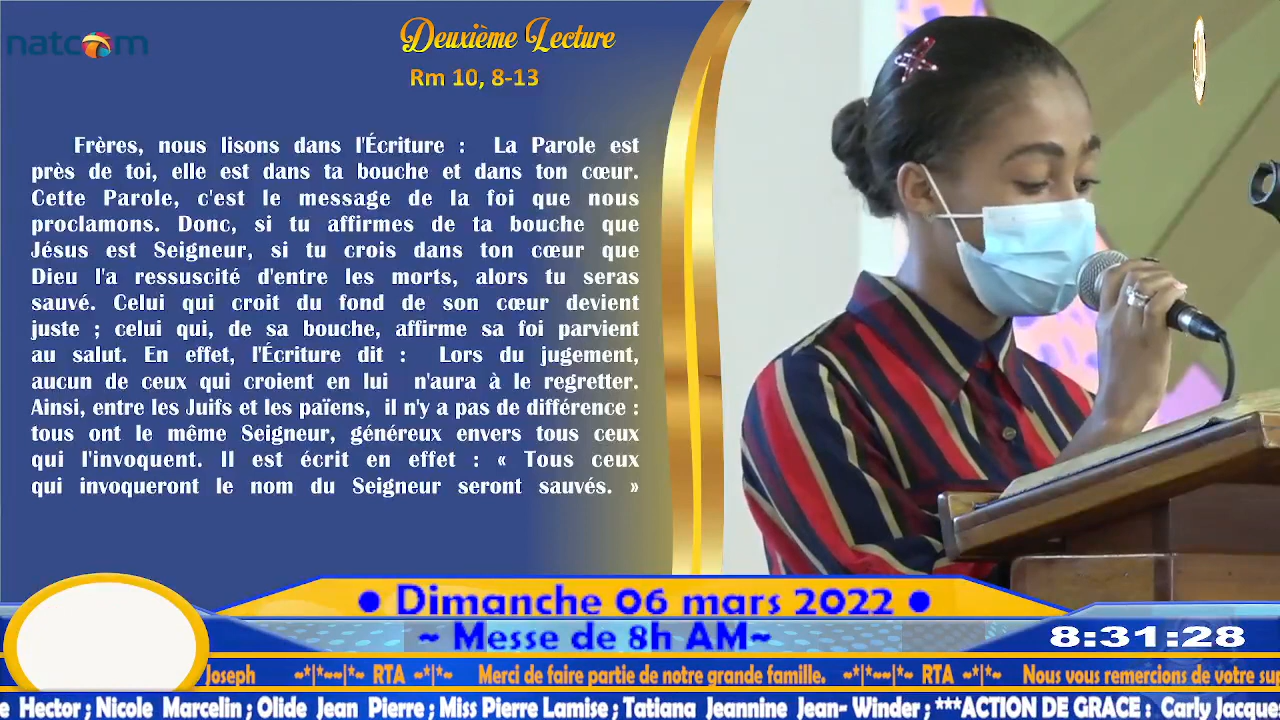 natcom
Deuxième Lecture
Rm 10, 8-13
Frères, nous lisons dans l'Écriture : La Parole est
près de toi, elle est dans ta bouche et dans ton cœur.
Cette Parole, c'est le message de la foi que nous
proclamons. Donc, si tu affirmes de ta bouche que
Jésus est Seigneur, si tu crois dans ton cœur que
Dieu l'a ressuscité d'entre les morts, alors tu seras
sauvé. Celui qui croit du fond de son cœur devient
juste ; celui qui, de sa bouche, affirme sa foi parvient
au salut. En effet, l'Écriture dit : Lors du jugement,
aucun de ceux qui croient en lui n'aura à le regretter.
Ainsi, entre les Juifs et les païens, il n'y a pas de différence :
tous ont le même Seigneur, généreux envers tous ceux
qui l'invoquent. Il est écrit en effet : « Tous ceux
qui invoqueront le nom du Seigneur seront sauvés. »
● Dimanche 06 mars 2022 ●
~ Messe de 8h AM~
8:31:28
Joseph ~*|*~~|*~ RTA ~*|*~ Merci de faire partie de notre grande famille. ~*|*~~|*~ RTA ~*|*~ Nous vous remercions de votre sup
e Hector ; Nicole Marcelin ; Olide Jean Pierre ; Miss Pierre Lamise ; Tatiana Jeannine Jean- Winder ; ***ACTION DE GRACE : Carly Jacques